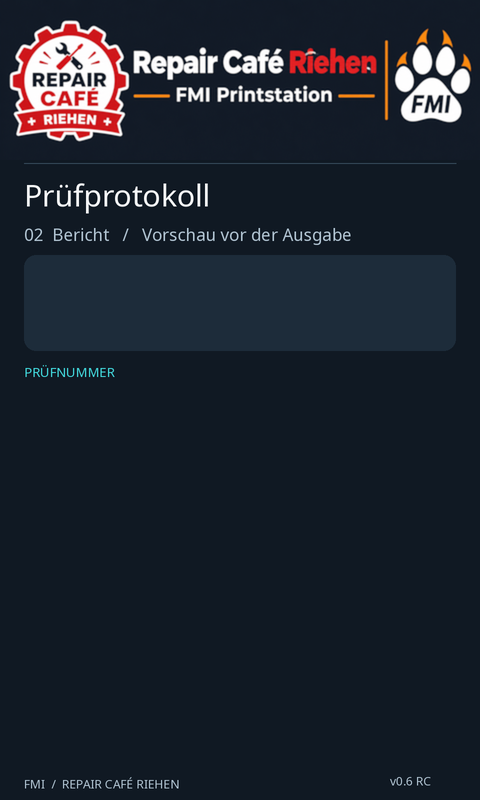 REPAIR
CAFÉ
+ RIEHEN +
Repair Café Riehen
FMI Printstation
FMI
Prüfprotokoll
02 Bericht / Vorschau vor der Ausgabe
PRÜFNUMMER
FMI / REPAIR CAFÉ RIEHEN
v0.6 RC